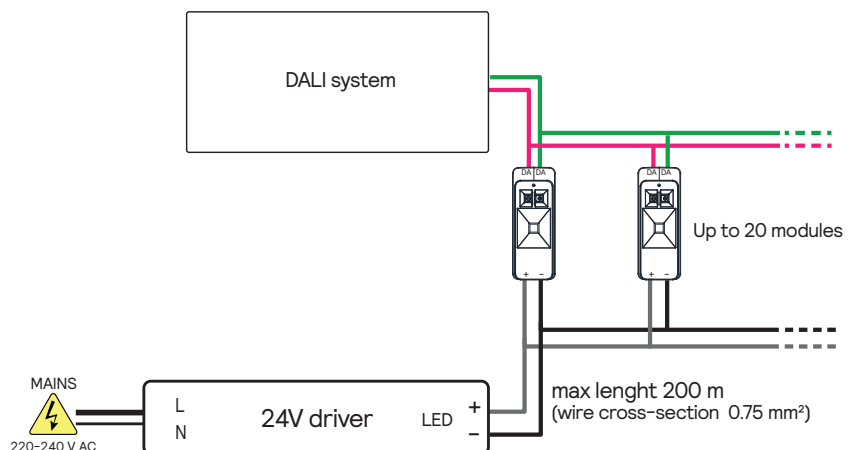 DALI system
DA DA
DA DA
Up to 20 modules
+ −
+ −
MAINS
220-240 V AC
L
N
24V driver
LED
+
−
max lenght 200 m
(wire cross-section 0.75 mm²)